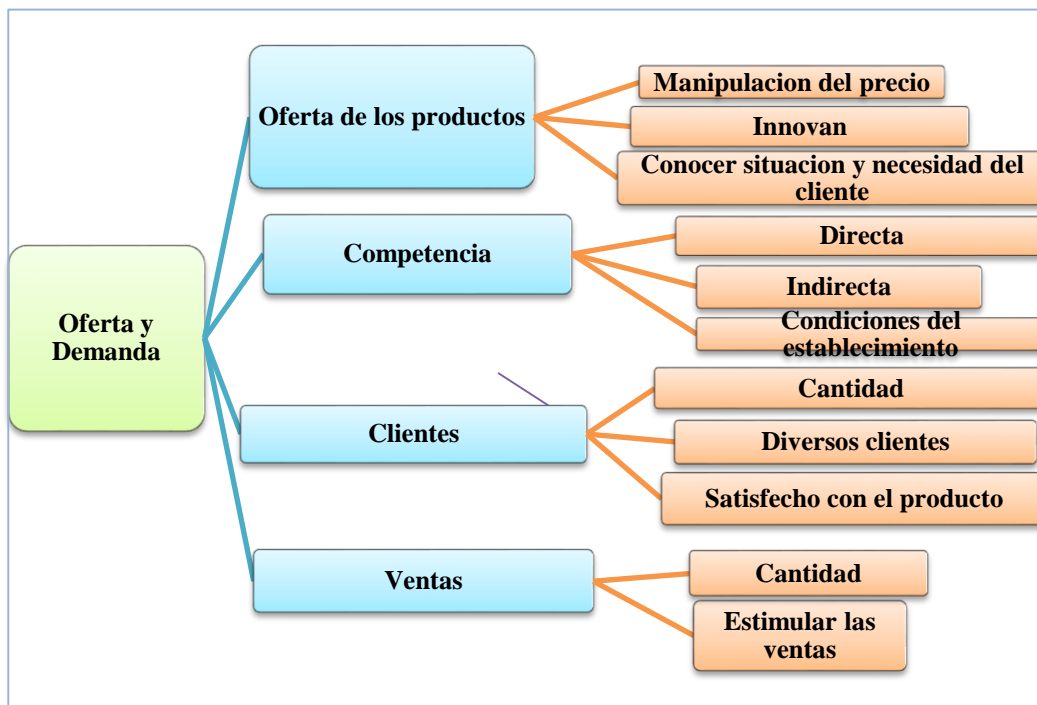 Oferta y
Demanda
Oferta de los productos
Manipulacion del precio
Innovan
Conocer situacion y necesidad del
cliente
Competencia
Directa
Indirecta
Condiciones del
establecimiento
Clientes
Cantidad
Diversos clientes
Satisfecho con el producto
Ventas
Cantidad
Estimular las
ventas